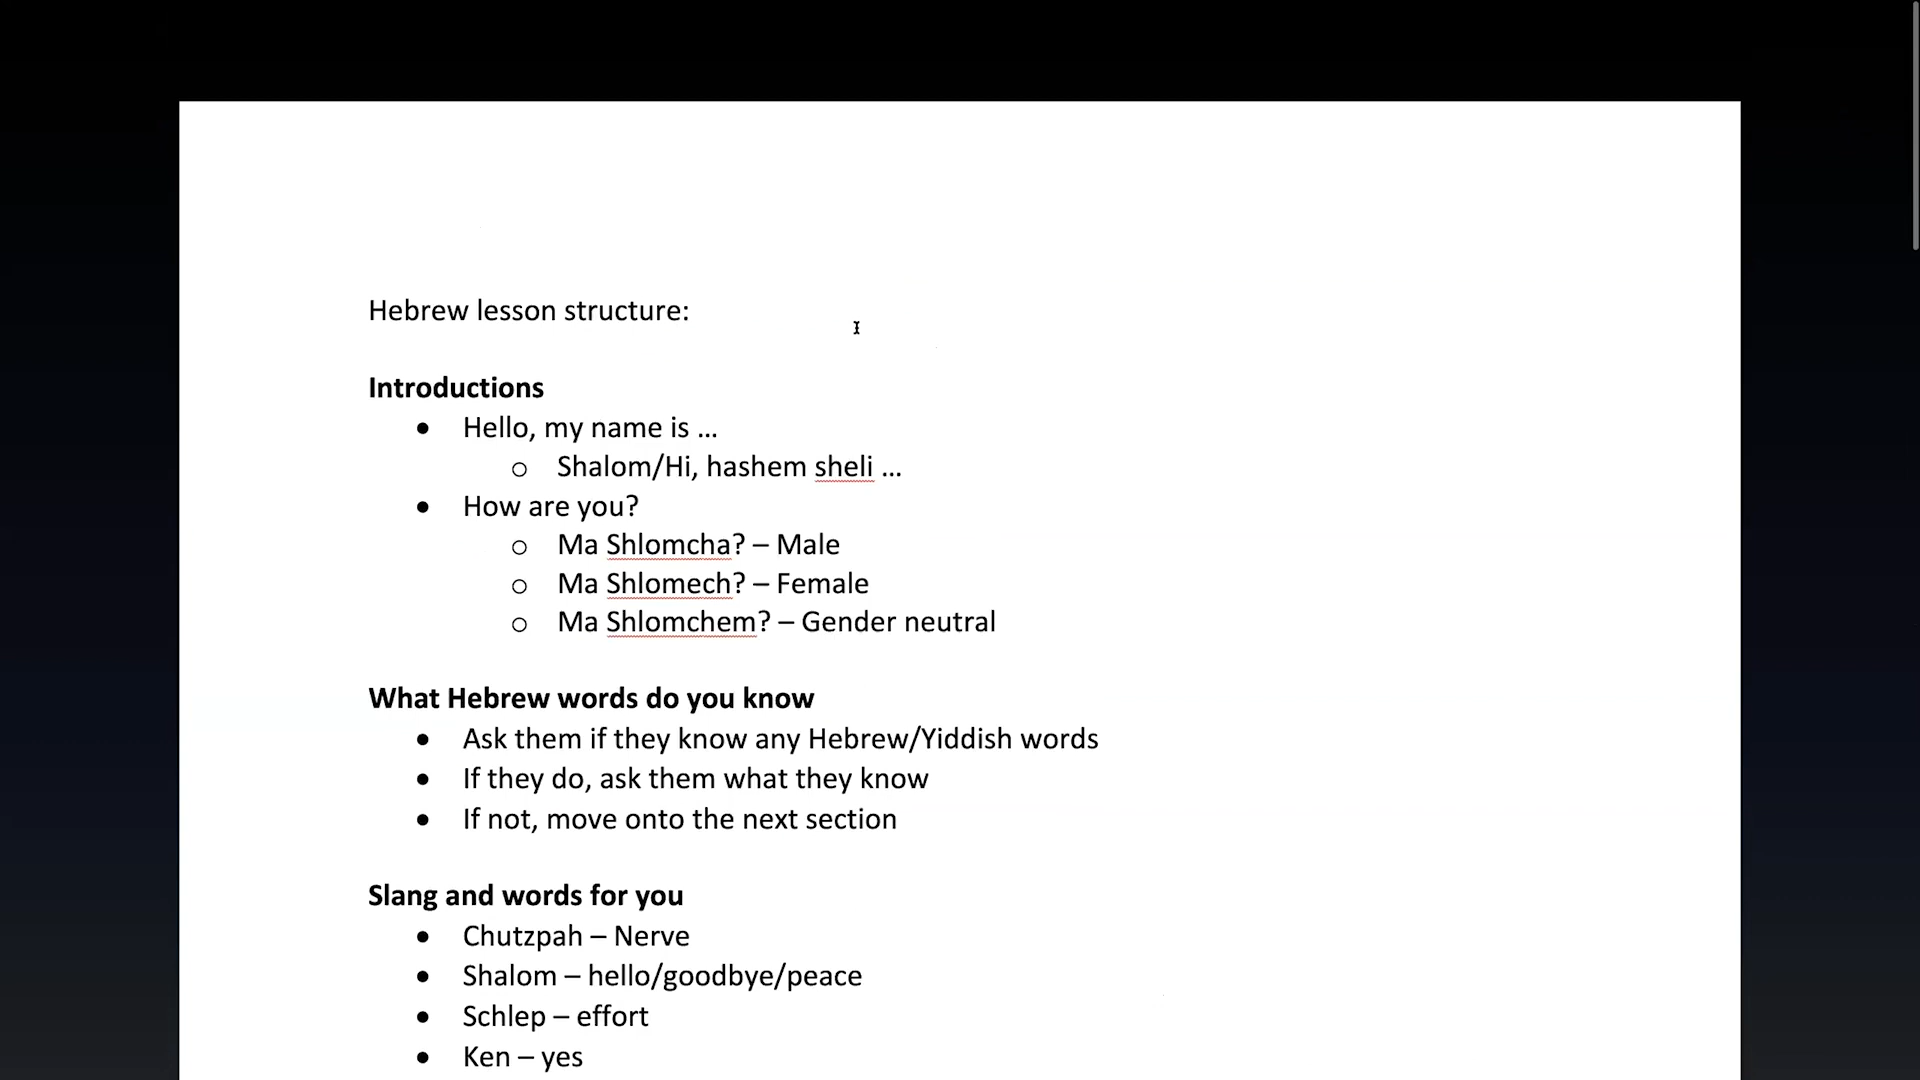 Hebrew lesson structure:
Introductions
• Hello, my name is ...
o Shalom/Hi, hashem sheli ...
• How are you?
o Ma Shlomcha? – Male
o Ma Shlomech? – Female
o Ma Shlomchem? – Gender neutral
What Hebrew words do you know
• Ask them if they know any Hebrew/Yiddish words
• If they do, ask them what they know
• If not, move onto the next section
Slang and words for you
• Chutzpah – Nerve
• Shalom – hello/goodbye/peace
• Schlep – effort
• Ken – yes